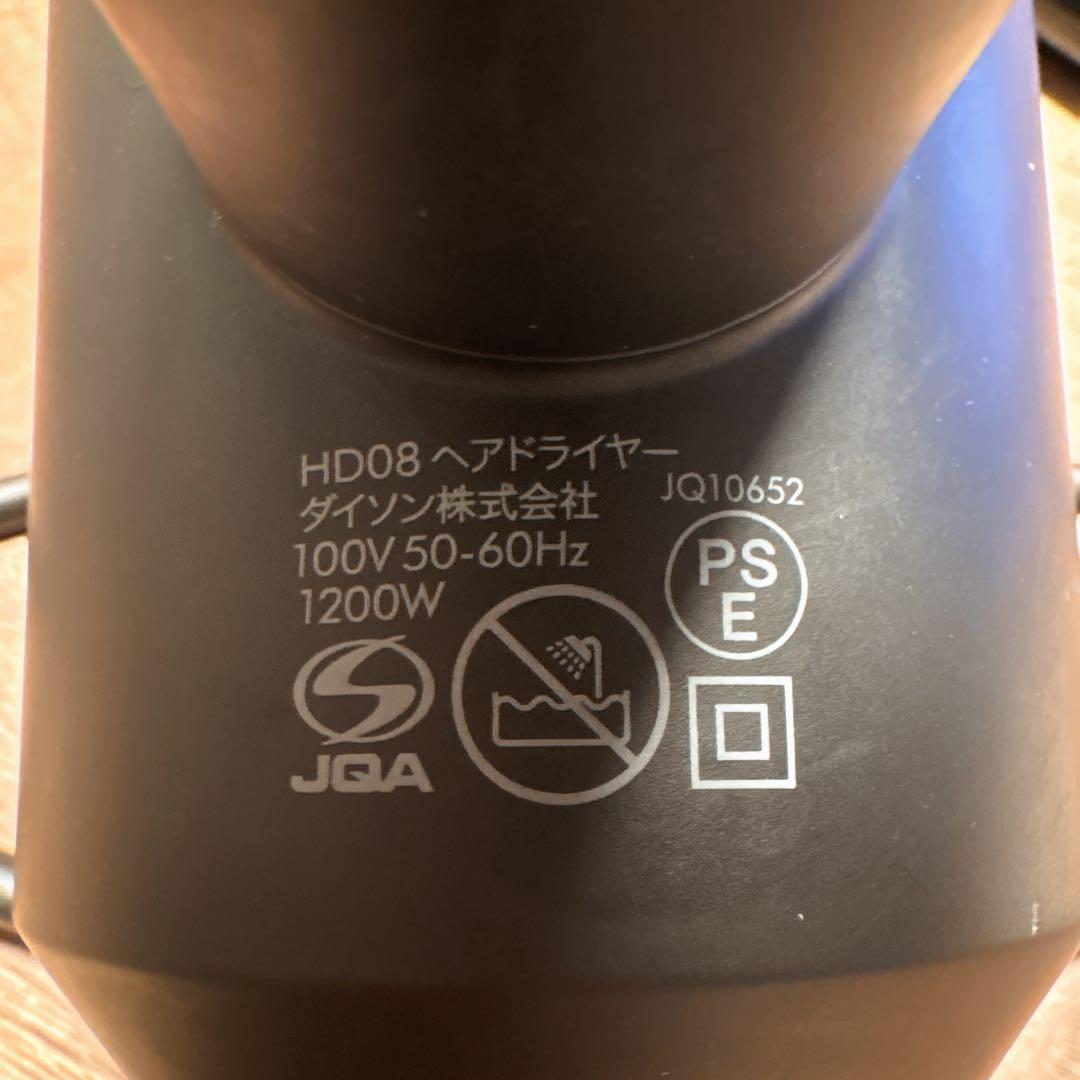 HD08 ヘアドライヤー
ダイソン株式会社
100V 50-60Hz
1200W
JQ10652
PS
E
JQA